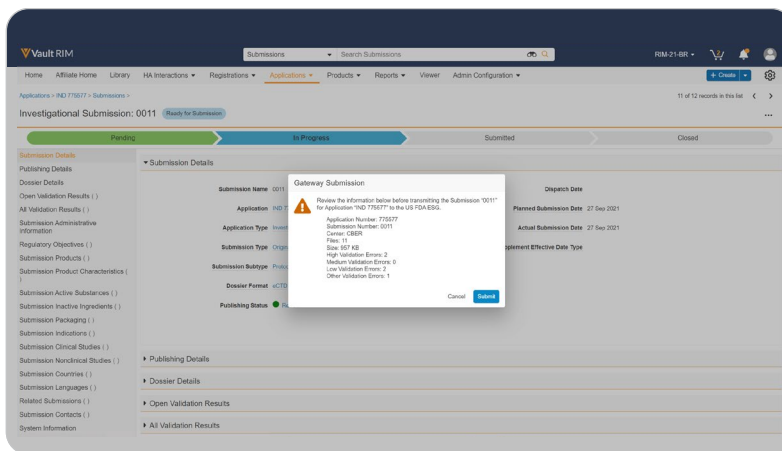 Vault RIM
Submissions
Search Submissions
RIM-21-BR
Home
Affiliate Home
Library
HA Interactions
Registrations
Applications
Products
Reports
Viewer
Admin Configuration
+ Create
Applications > IND 775577 > Submissions >
11 of 12 records in this list
Investigational Submission: 0011
Ready for Submission
Pending
In Progress
Submitted
Closed
Submission Details
Publishing Details
Dossier Details
Open Validation Results ( )
All Validation Results ( )
Submission Administrative
Information
Regulatory Objectives ( )
Submission Products ( )
Submission Product Characteristics (
)
Submission Active Substances ( )
Submission Inactive Ingredients ( )
Submission Packaging ( )
Submission Indications ( )
Submission Clinical Studies ( )
Submission Nonclinical Studies ( )
Submission Countries ( )
Submission Languages ( )
Related Submissions ( )
Submission Contacts ( )
System Information
Submission Details
Submission Name 0011
Application
Application Type
Submission Type
Submission Subtype
Dossier Format eCTD
Publishing Status
Dispatch Date
Planned Submission Date 27 Sep 2021
Actual Submission Date 27 Sep 2021
Effective Date Type
Gateway Submission
Review the information below before transmitting the Submission "0011"
for Application "IND 775577" to the US FDA ESG.
Application Number: 775577
Submission Number: 0011
Center: CBER
Files: 11
Size: 957 KB
High Validation Errors: 2
Medium Validation Errors: 0
Low Validation Errors: 2
Other Validation Errors: 1
Cancel
Submit
Publishing Details
Dossier Details
Open Validation Results
All Validation Results